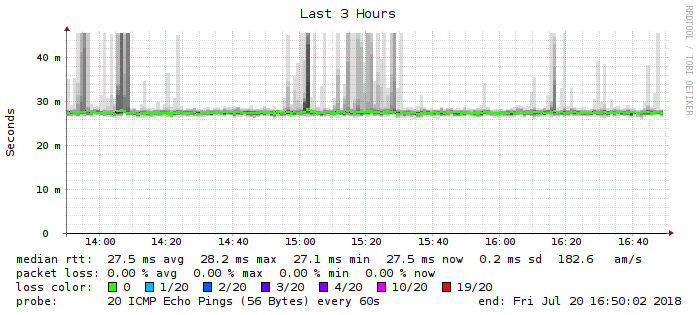 Last 3 Hours
RRDTOOL / TOBI OETIKER
Seconds
40 m
30 m
20 m
10 m
0
14:00 14:20 14:40 15:00 15:20 15:40 16:00 16:20 16:40
median rtt: 27.5 ms avg 28.2 ms max 27.1 ms min 27.5 ms now 0.2 ms sd 182.6 am/s
packet loss: 0.00 % avg 0.00 % max 0.00 % min 0.00 % now
loss color: 0 1/20 2/20 3/20 4/20 10/20 19/20
probe: 20 ICMP Echo Pings (56 Bytes) every 60s end: Fri Jul 20 16:50:02 2018